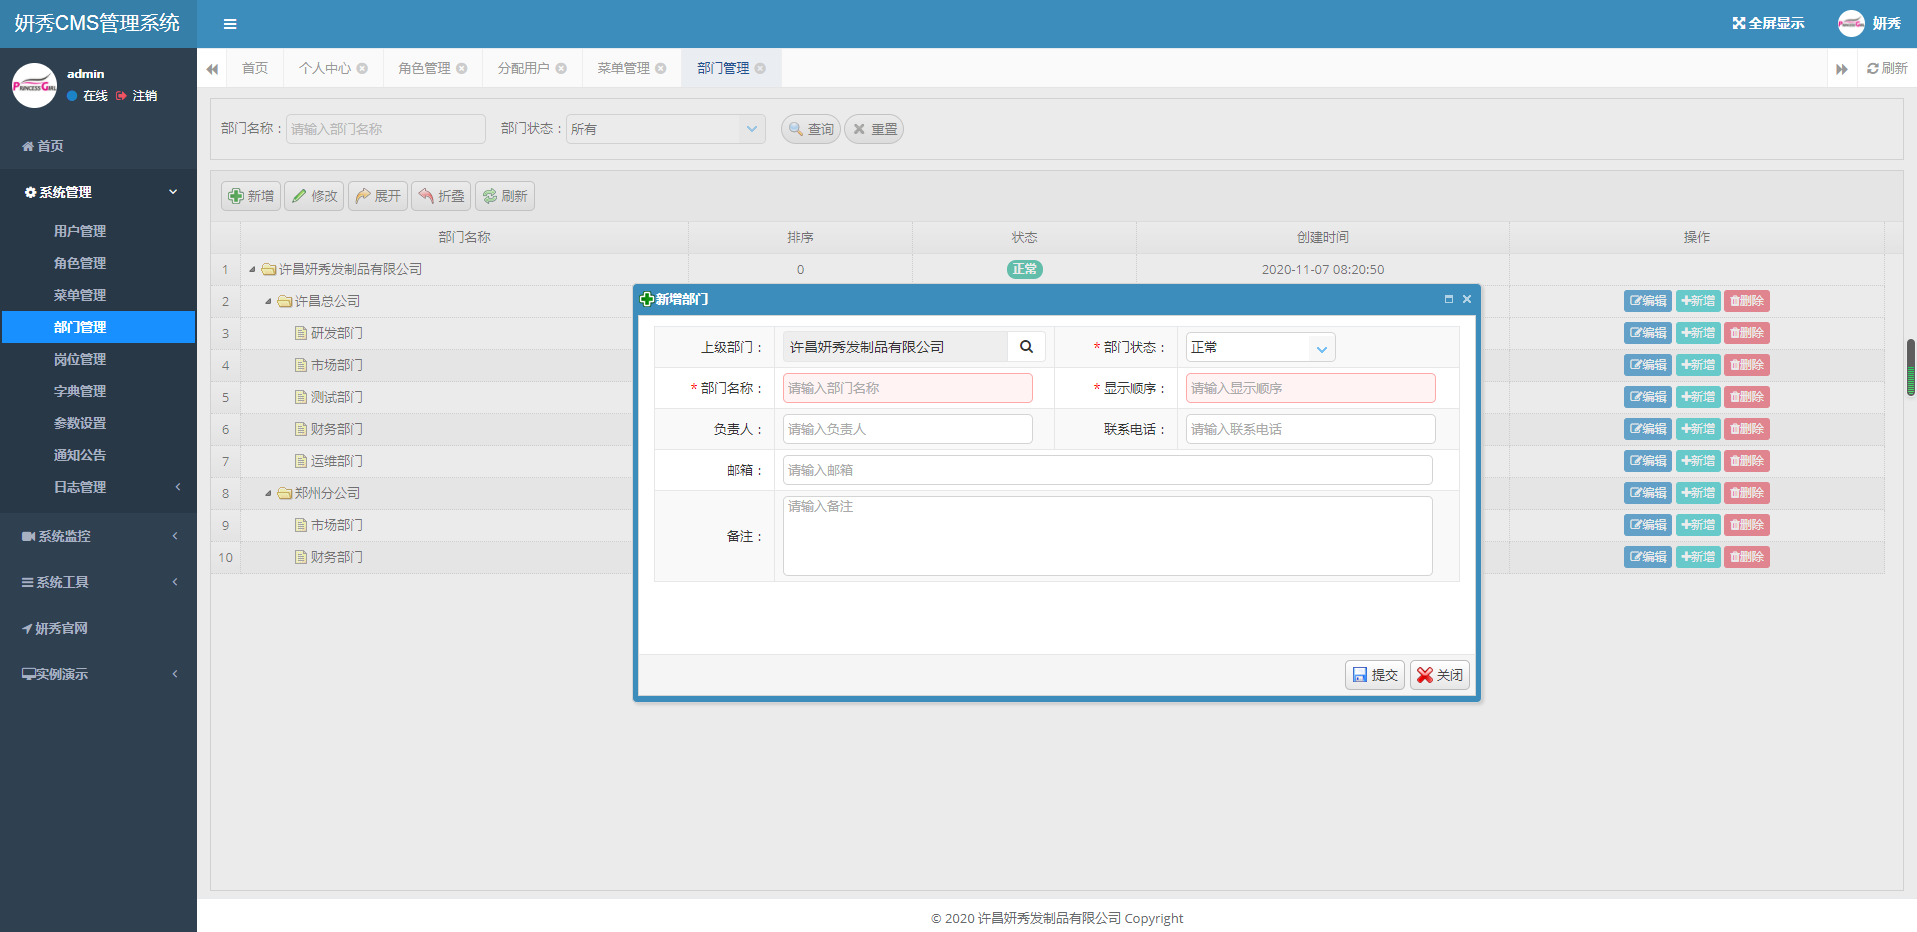 妍秀CMS管理系统
全屏显示
妍秀
PRINCESS GIRL
admin
在线 注销
首页
系统管理
用户管理
角色管理
菜单管理
部门管理
岗位管理
字典管理
参数设置
通知公告
日志管理
系统监控
系统工具
妍秀官网
实例演示
首页 个人中心 角色管理 分配用户 菜单管理 部门管理 刷新
部门名称： 请输入部门名称 部门状态： 所有 查询 重置
新增 修改 展开 折叠 刷新
部门名称 排序 状态 创建时间 操作
1 许昌妍秀发制品有限公司 0 正常 2020-11-07 08:20:50
2 许昌总公司 编辑 新增 删除
3 研发部门 编辑 新增 删除
4 市场部门 编辑 新增 删除
5 测试部门 编辑 新增 删除
6 财务部门 编辑 新增 删除
7 运维部门 编辑 新增 删除
8 郑州分公司 编辑 新增 删除
9 市场部门 编辑 新增 删除
10 财务部门 编辑 新增 删除
新增部门
上级部门： 许昌妍秀发制品有限公司 * 部门状态： 正常
* 部门名称： 请输入部门名称 * 显示顺序： 请输入显示顺序
负责人： 请输入负责人 联系电话： 请输入联系电话
邮箱： 请输入邮箱
备注： 请输入备注
提交 关闭
© 2020 许昌妍秀发制品有限公司 Copyright